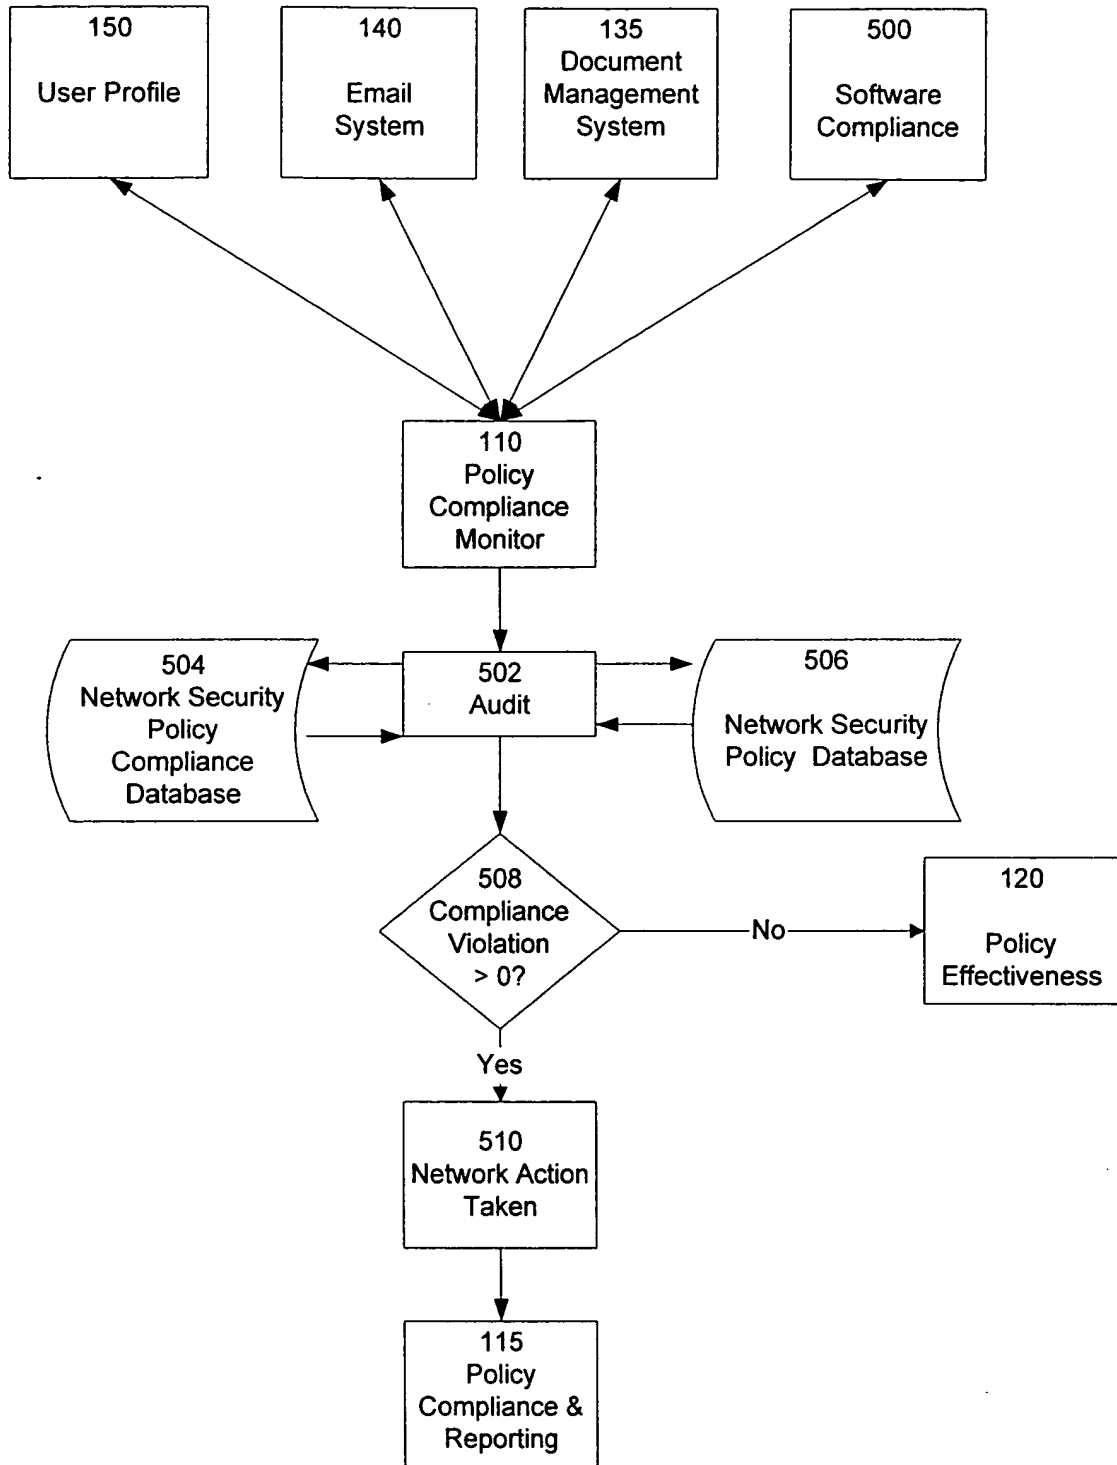 150
User Profile
140
Email
System
135
Document
Management
System
500
Software
Compliance
110
Policy
Compliance
Monitor
504
Network Security
Policy
Compliance
Database
502
Audit
506
Network Security
Policy Database
508
Compliance
Violation
> 0?
No
120
Policy
Effectiveness
Yes
510
Network Action
Taken
115
Policy
Compliance &
Reporting